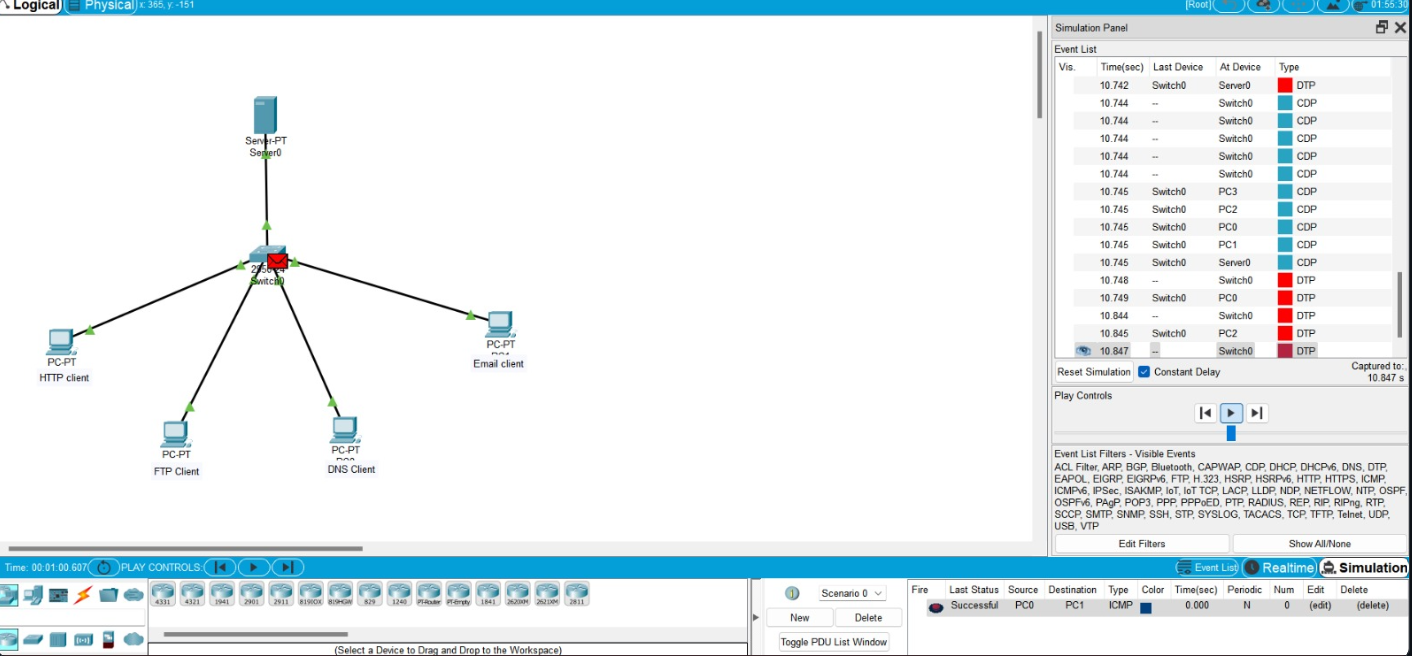 Logical Physical x: 365, y: -151 [Root] 01:55:30
Server-PT
Server0
24
Switch0
PC-PT
HTTP client
PC-PT
FTP Client
PC-PT
DNS Client
PC-PT
Email client
Simulation Panel
Event List
Vis. Time(sec) Last Device At Device Type
10.742 Switch0 Server0 DTP
10.744 -- Switch0 CDP
10.744 -- Switch0 CDP
10.744 -- Switch0 CDP
10.744 -- Switch0 CDP
10.744 -- Switch0 CDP
10.745 Switch0 PC3 CDP
10.745 Switch0 PC2 CDP
10.745 Switch0 PC0 CDP
10.745 Switch0 PC1 CDP
10.745 Switch0 Server0 CDP
10.748 -- Switch0 DTP
10.749 Switch0 PC0 DTP
10.844 -- Switch0 DTP
10.845 Switch0 PC2 DTP
10.847 -- Switch0 DTP
Reset Simulation Constant Delay Captured to:
10.847 s
Play Controls
Event List Filters - Visible Events
ACL Filter, ARP, BGP, Bluetooth, CAPWAP, CDP, DHCP, DHCPv6, DNS, DTP,
EAPOL, EIGRP, EIGRPv6, FTP, H.323, HSRP, HSRPv6, HTTP, HTTPS, ICMP,
ICMPv6, IPSec, ISAKMP, IoT, IoT TCP, LACP, LLDP, NDP, NETFLOW, NTP, OSPF,
OSPFv6, PAgP, POP3, PPP, PPPoED, PTP, RADIUS, REP, RIP, RIPng, RTP,
SCCP, SMTP, SNMP, SSH, STP, SYSLOG, TACACS, TCP, TFTP, Telnet, UDP,
USB, VTP
Edit Filters Show All/None
Time: 00:01:00.607 PLAY CONTROLS: Event List Realtime Simulation
4331 4321 1941 2901 2911 819IOX 819HGW 829 1240 PT-Router PT-Empty 1841 2620XM 2621XM 2811
(Select a Device to Drag and Drop to the Workspace)
Scenario 0
New Delete
Toggle PDU List Window
Fire Last Status Source Destination Type Color Time(sec) Periodic Num Edit Delete
Successful PC0 PC1 ICMP 0.000 N 0 (edit) (delete)